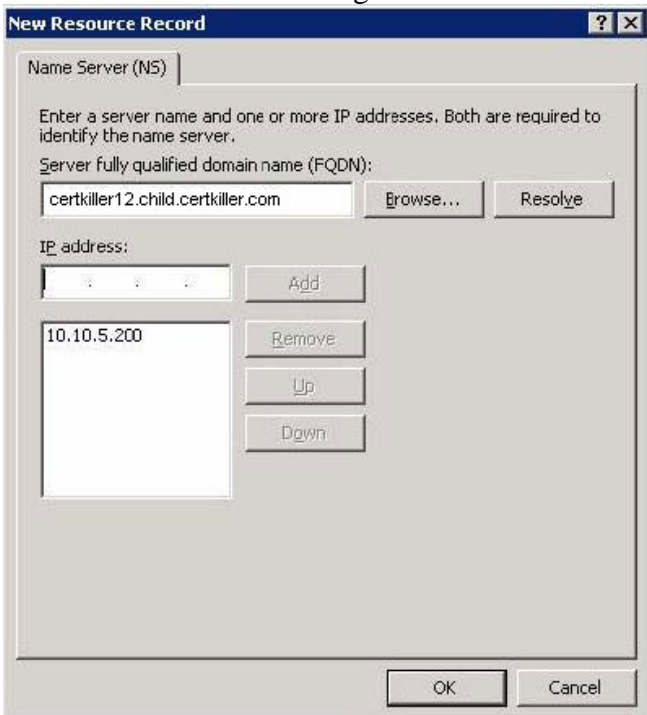 New Resource Record
Name Server (NS)
Enter a server name and one or more IP addresses. Both are required to
identify the name server.
Server fully qualified domain name (FQDN):
certkiller12.child.certkiller.com
Browse...
Resolve
IP address:
. . .
Add
10.10.5.200
Remove
Up
Down
OK
Cancel